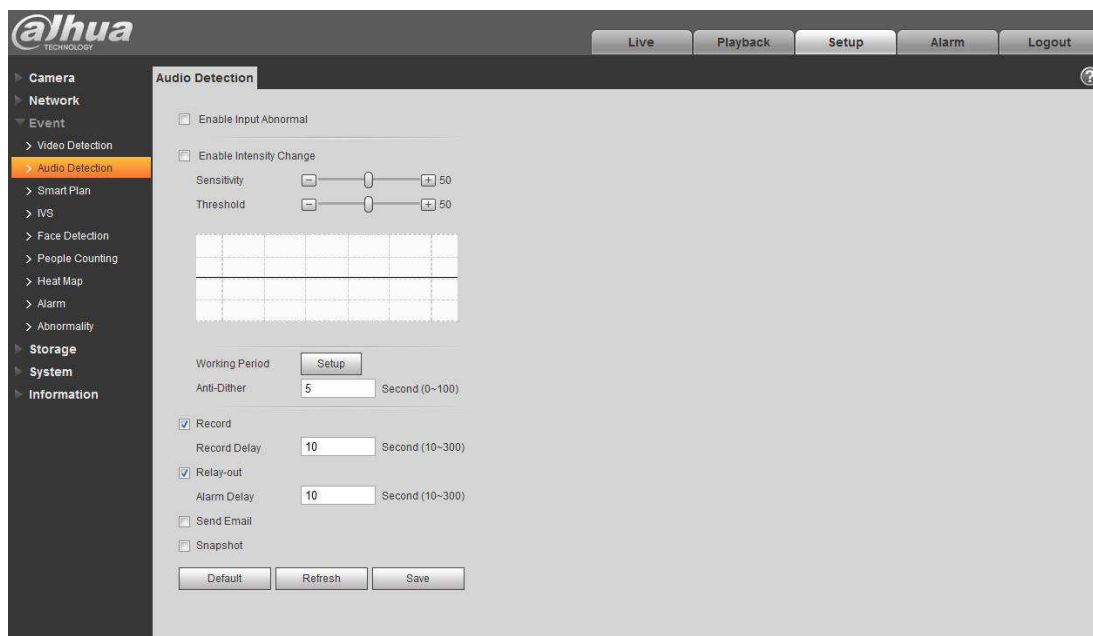 alhua
TECHNOLOGY
Live
Playback
Setup
Alarm
Logout
Camera
Network
Event
Video Detection
Audio Detection
Smart Plan
IVS
Face Detection
People Counting
Heat Map
Alarm
Abnormality
Storage
System
Information
Audio Detection
?
Enable Input Abnormal
Enable Intensity Change
Sensitivity - + 50
Threshold - + 50
Working Period Setup
Anti-Dither 5 Second (0~100)
Record
Record Delay 10 Second (10~300)
Relay-out
Alarm Delay 10 Second (10~300)
Send Email
Snapshot
Default Refresh Save